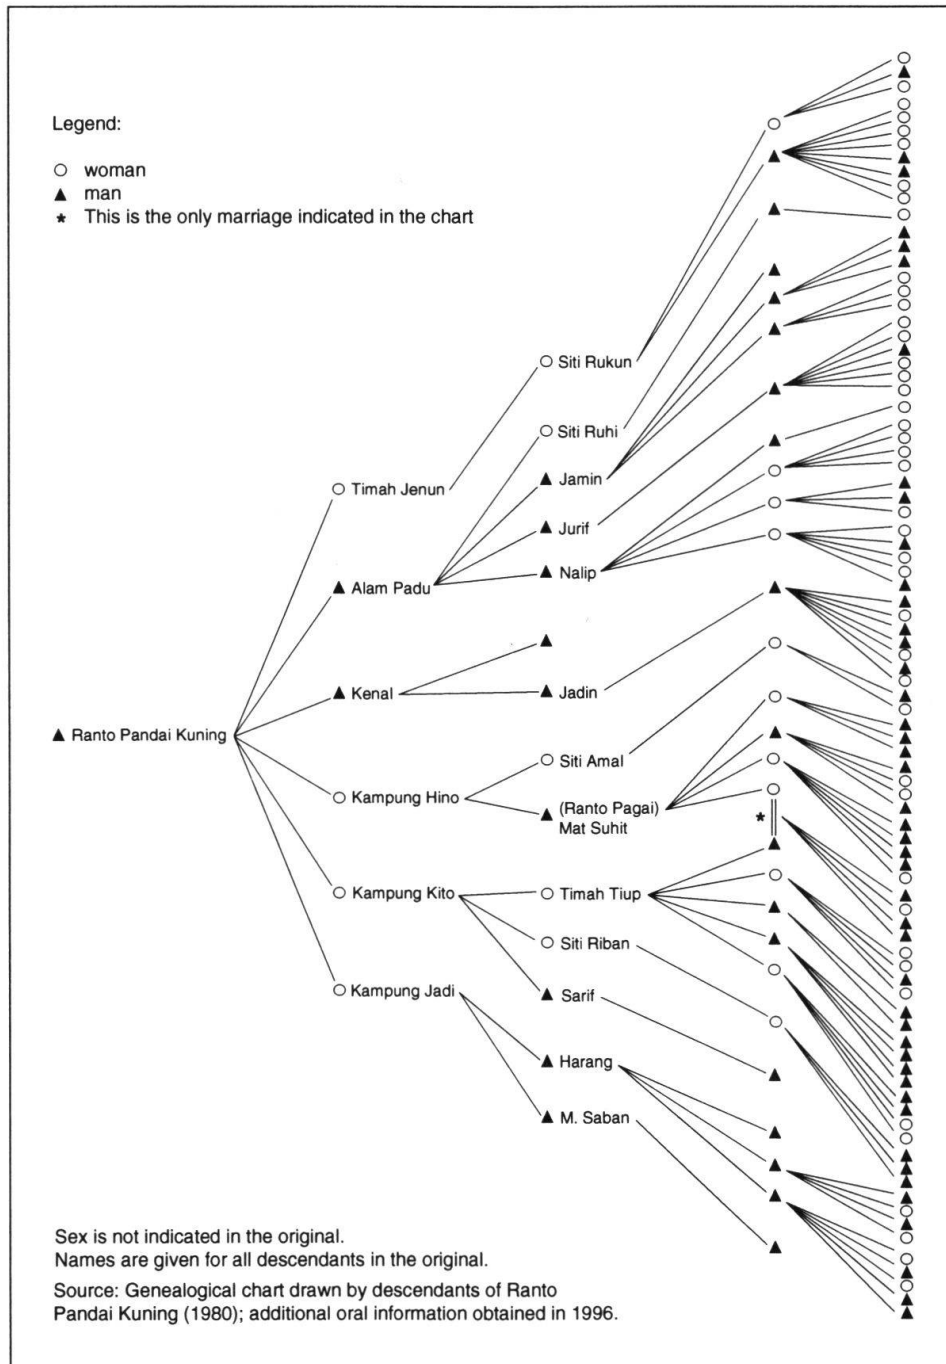 Legend:
woman
man
* This is the only marriage indicated in the chart
Siti Rukun
Siti Ruhi
Timah Jenun
Jamin
Jurif
Nalip
Alam Padu
Kenal
Jadin
Ranto Pandai Kuning
Siti Amal
Kampung Hino
(Ranto Pagai)
Mat Suhit
*
Kampung Kito
Timah Tiup
Siti Riban
Kampung Jadi
Sarif
Harang
M. Saban
Sex is not indicated in the original.
Names are given for all descendants in the original.
Source: Genealogical chart drawn by descendants of Ranto
Pandai Kuning (1980); additional oral information obtained in 1996.